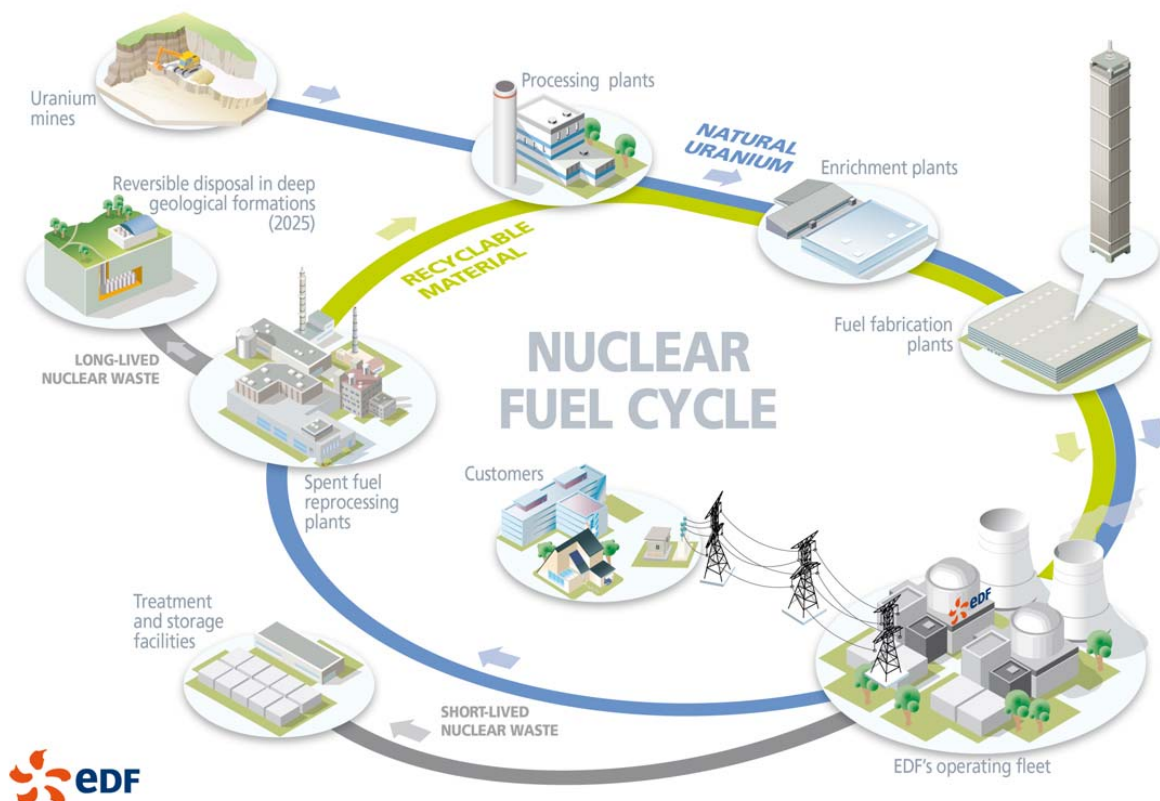 Uranium
mines
Processing plants
NATURAL
URANIUM
Enrichment plants
Reversible disposal in deep
geological formations
(2025)
RECYCLABLE
MATERIAL
Fuel fabrication
plants
LONG-LIVED
NUCLEAR WASTE
NUCLEAR
FUEL CYCLE
Spent fuel
reprocessing
plants
Customers
eDF
Treatment
and storage
facilities
SHORT-LIVED
NUCLEAR WASTE
EDF's operating fleet
eDF